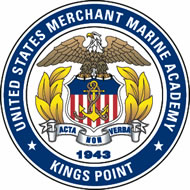 UNITED STATES MERCHANT MARINE ACADEMY
ACTA NON VERBA
1943
KINGS POINT